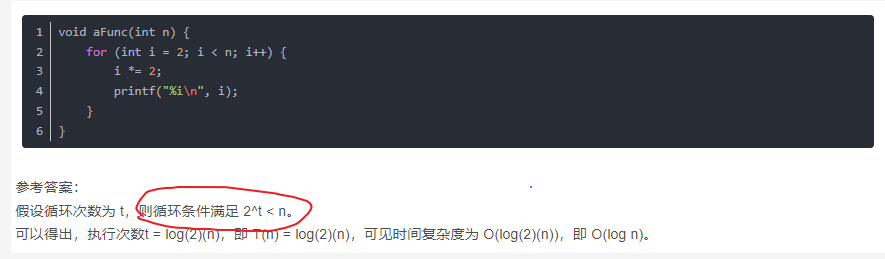 1 void aFunc(int n) {
2 for (int i = 2; i < n; i++) {
3 i *= 2;
4 printf("%i\n", i);
5 }
6 }
参考答案：
假设循环次数为 t，则循环条件满足 2^t < n。
可以得出，执行次数t = log(2)(n)，即 T(n) = log(2)(n)，可见时间复杂度为 O(log(2)(n))，即 O(log n)。